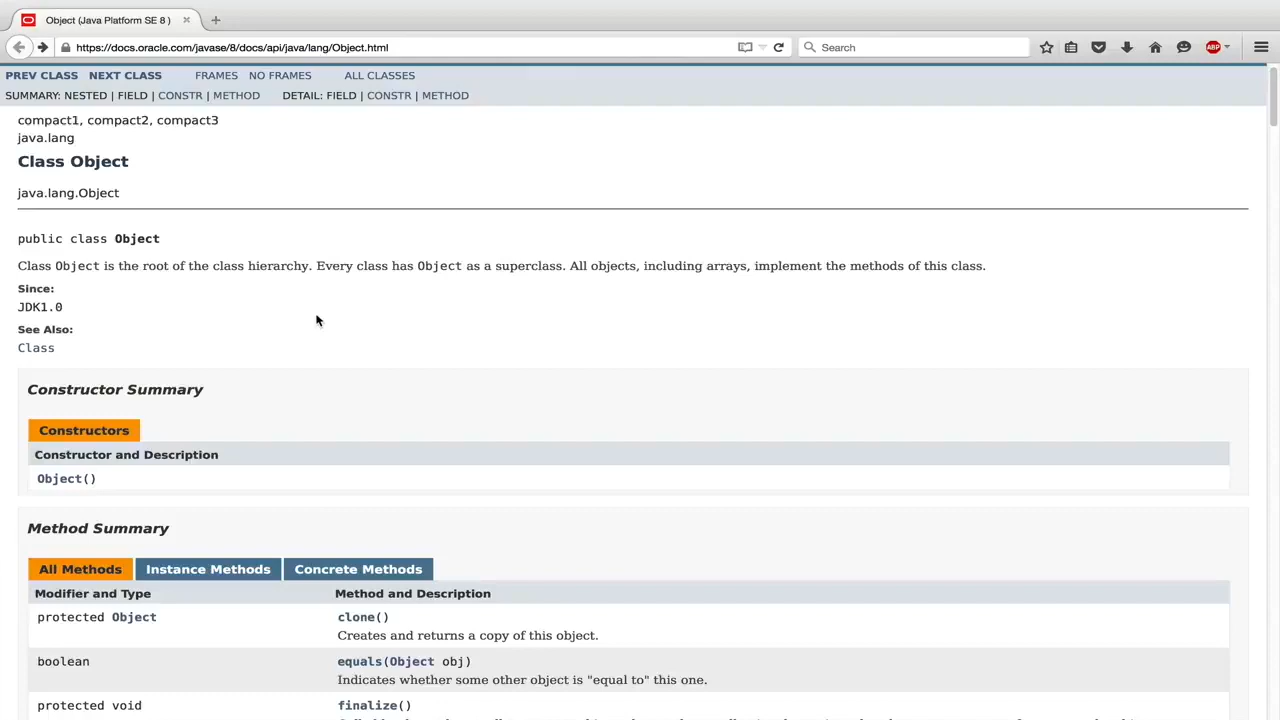 Object (Java Platform SE 8 )
https://docs.oracle.com/javase/8/docs/api/java/lang/Object.html
Search
ABP
PREV CLASS NEXT CLASS FRAMES NO FRAMES ALL CLASSES
SUMMARY: NESTED | FIELD | CONSTR | METHOD DETAIL: FIELD | CONSTR | METHOD
compact1, compact2, compact3
java.lang
Class Object
java.lang.Object
public class Object
Class Object is the root of the class hierarchy. Every class has Object as a superclass. All objects, including arrays, implement the methods of this class.
Since:
JDK1.0
See Also:
Class
Constructor Summary
Constructors
Constructor and Description
Object()
Method Summary
All Methods Instance Methods Concrete Methods
Modifier and Type Method and Description
protected Object clone()
Creates and returns a copy of this object.
boolean equals(Object obj)
Indicates whether some other object is "equal to" this one.
protected void finalize()